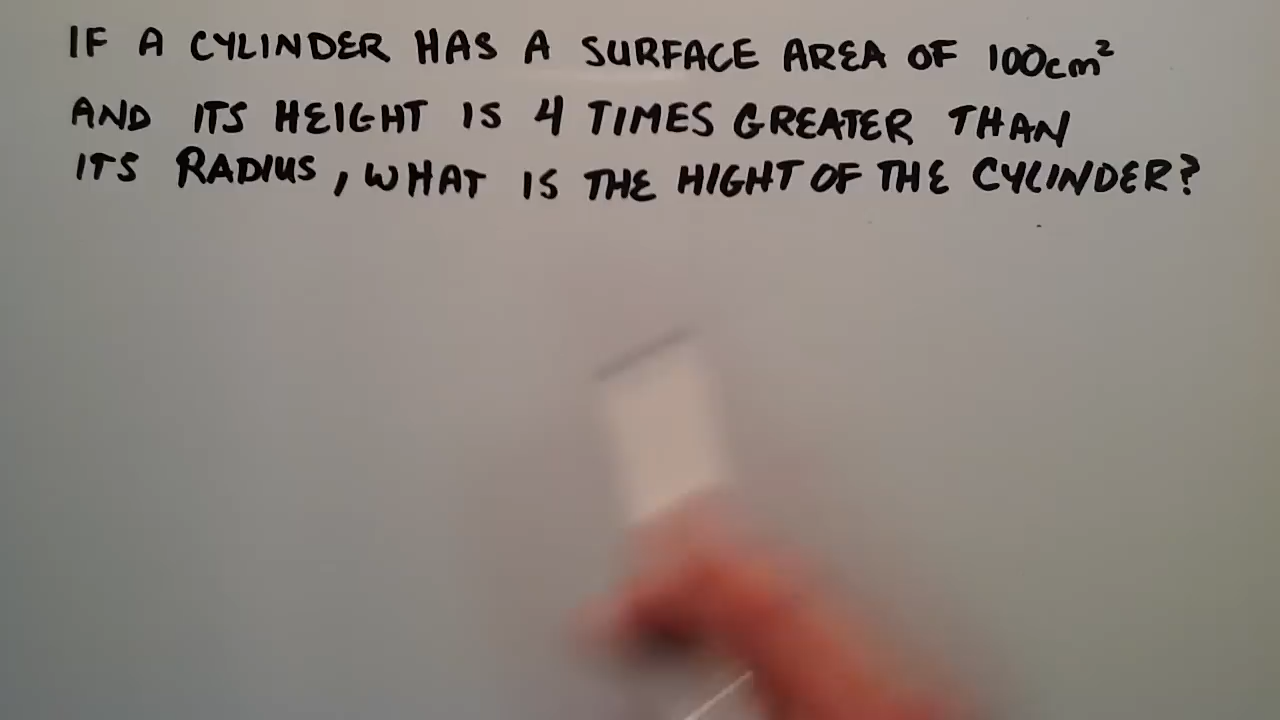 IF A CYLINDER HAS A SURFACE AREA OF 100cm²
AND ITS HEIGHT IS 4 TIMES GREATER THAN
ITS RADIUS, WHAT IS THE HIGHT OF THE CYLINDER?